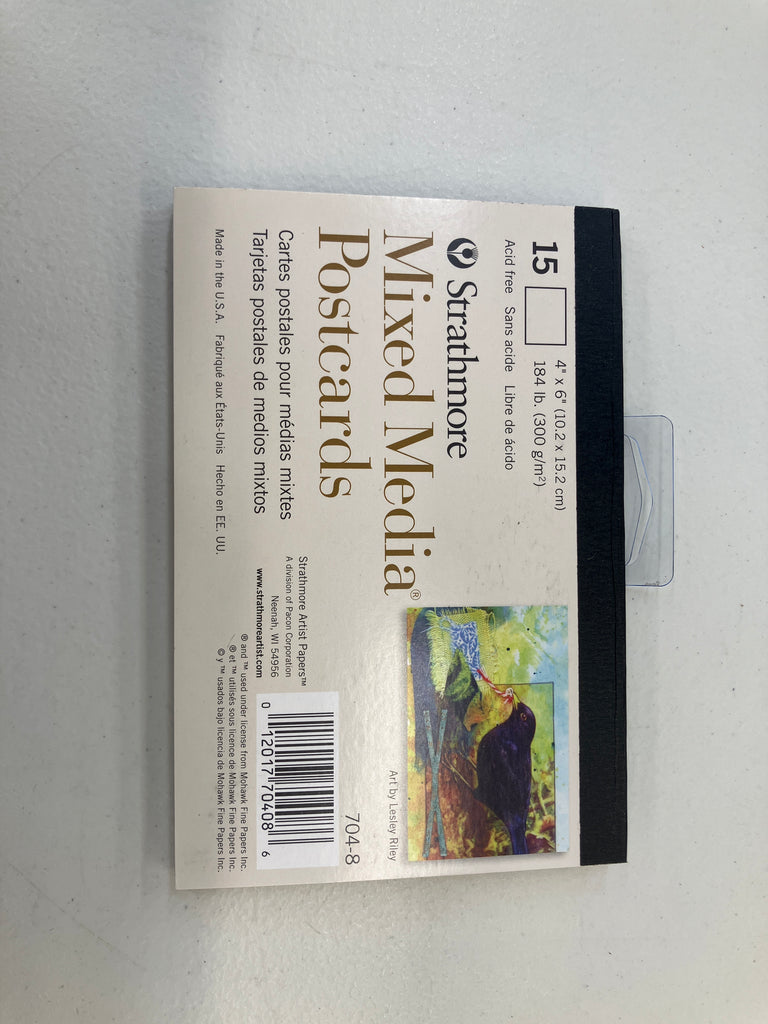 15
4" x 6" (10.2 x 15.2 cm)
184 lb. (300 g/m²)
Acid free Sans acide Libre de ácido
Strathmore
Mixed Media®
Postcards
Cartes postales pour médias mixtes
Tarjetas postales de medios mixtos
Made in the U.S.A. Fabriqué aux États-Unis Hecho en EE. UU.
Art by Lesley Riley
704-8
Strathmore Artist Papers™
A division of Pacon Corporation
Neenah, WI 54956
www.strathmoreartist.com
0 12017 70408 6
® and ™ used under license from Mohawk Fine Papers Inc.
® et ™ utilisés sous licence de Mohawk Fine Papers Inc.
© y ™ usados bajo licencia de Mohawk Fine Papers Inc.